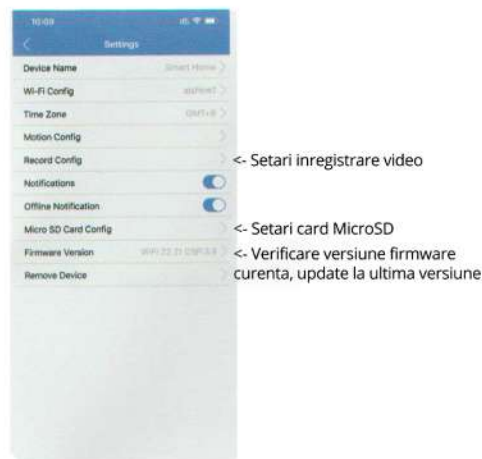 10:09
Settings
Device Name Smart Home
Wi-Fi Config
Time Zone GMT+8
Motion Config
Record Config <- Setari inregistrare video
Notifications
Offline Notification
Micro SD Card Config <- Setari card MicroSD
Firmware Version <- Verificare versiune firmware
Remove Device curenta, update la ultima versiune